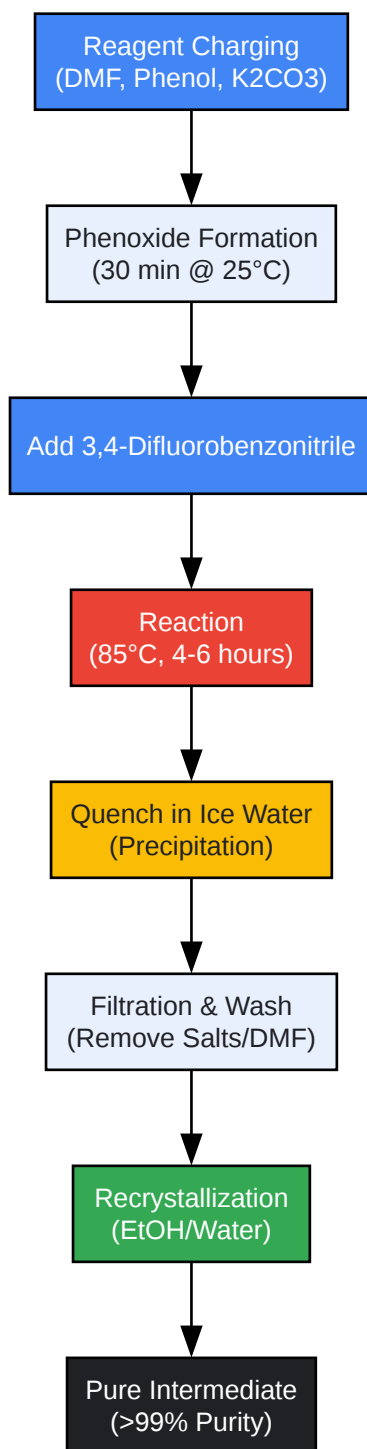 Reagent Charging
(DMF, Phenol, K2CO3)
Phenoxide Formation
(30 min @ 25°C)
Add 3,4-Difluorobenzonitrile
Reaction
(85°C, 4-6 hours)
Quench in Ice Water
(Precipitation)
Filtration & Wash
(Remove Salts/DMF)
Recrystallization
(EtOH/Water)
Pure Intermediate
(>99% Purity)